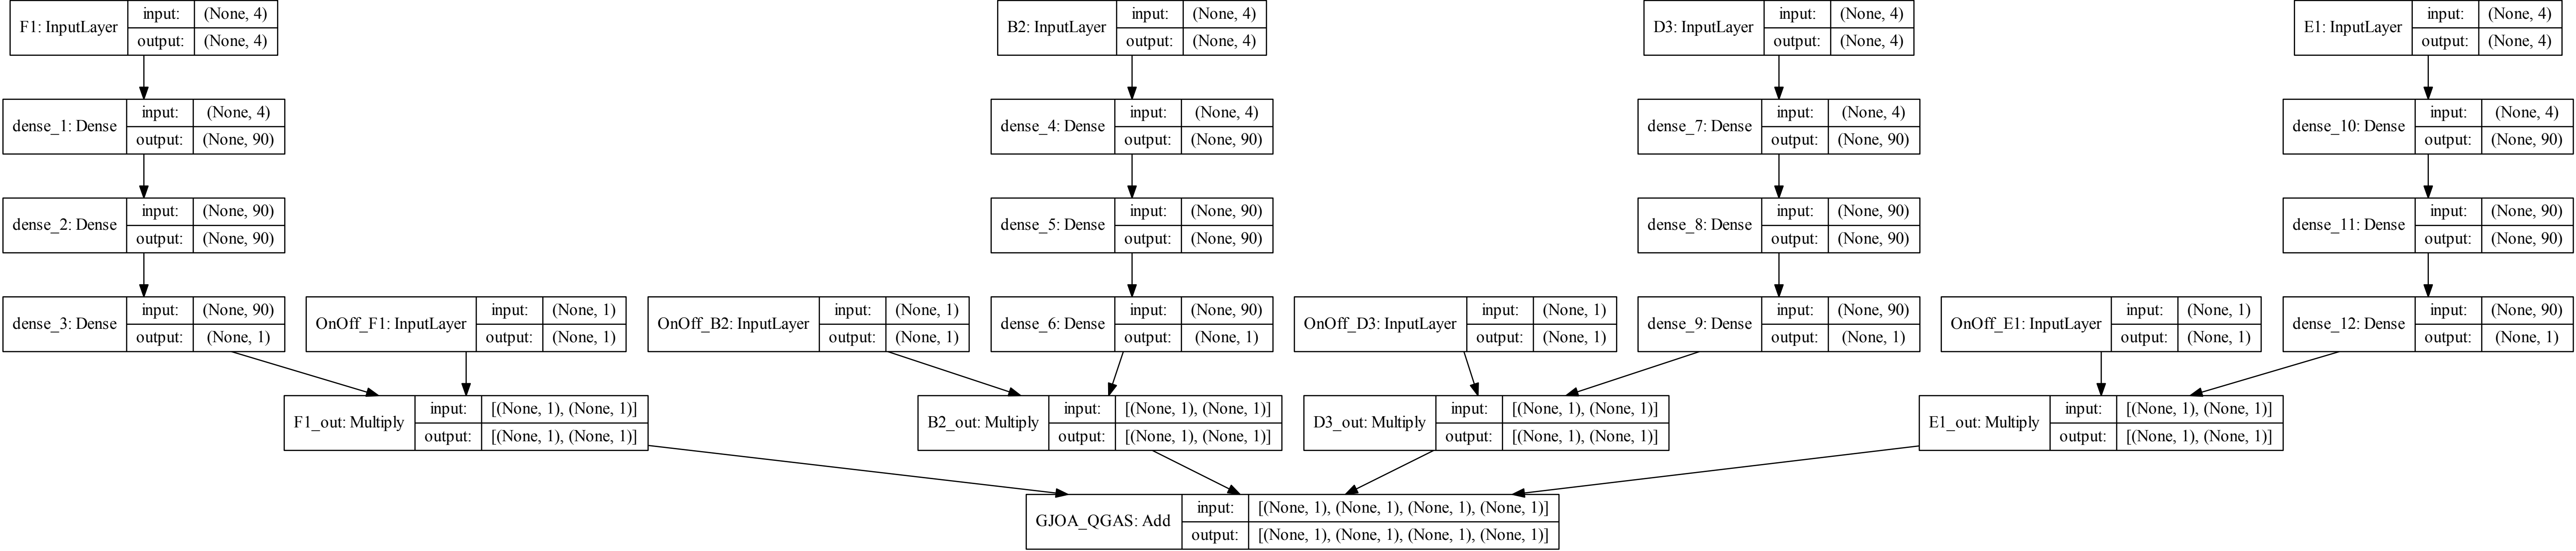 F1: InputLayer input: (None, 4)
output: (None, 4)
B2: InputLayer input: (None, 4)
output: (None, 4)
D3: InputLayer input: (None, 4)
output: (None, 4)
E1: InputLayer input: (None, 4)
output: (None, 4)
dense_1: Dense input: (None, 4)
output: (None, 90)
dense_4: Dense input: (None, 4)
output: (None, 90)
dense_7: Dense input: (None, 4)
output: (None, 90)
dense_10: Dense input: (None, 4)
output: (None, 90)
dense_2: Dense input: (None, 90)
output: (None, 90)
dense_5: Dense input: (None, 90)
output: (None, 90)
dense_8: Dense input: (None, 90)
output: (None, 90)
dense_11: Dense input: (None, 90)
output: (None, 90)
dense_3: Dense input: (None, 90)
output: (None, 1)
OnOff_F1: InputLayer input: (None, 1)
output: (None, 1)
OnOff_B2: InputLayer input: (None, 1)
output: (None, 1)
dense_6: Dense input: (None, 90)
output: (None, 1)
OnOff_D3: InputLayer input: (None, 1)
output: (None, 1)
dense_9: Dense input: (None, 90)
output: (None, 1)
OnOff_E1: InputLayer input: (None, 1)
output: (None, 1)
dense_12: Dense input: (None, 90)
output: (None, 1)
F1_out: Multiply input: [(None, 1), (None, 1)]
output: [(None, 1), (None, 1)]
B2_out: Multiply input: [(None, 1), (None, 1)]
output: [(None, 1), (None, 1)]
D3_out: Multiply input: [(None, 1), (None, 1)]
output: [(None, 1), (None, 1)]
E1_out: Multiply input: [(None, 1), (None, 1)]
output: [(None, 1), (None, 1)]
GJOA_QGAS: Add input: [(None, 1), (None, 1), (None, 1), (None, 1)]
output: [(None, 1), (None, 1), (None, 1), (None, 1)]